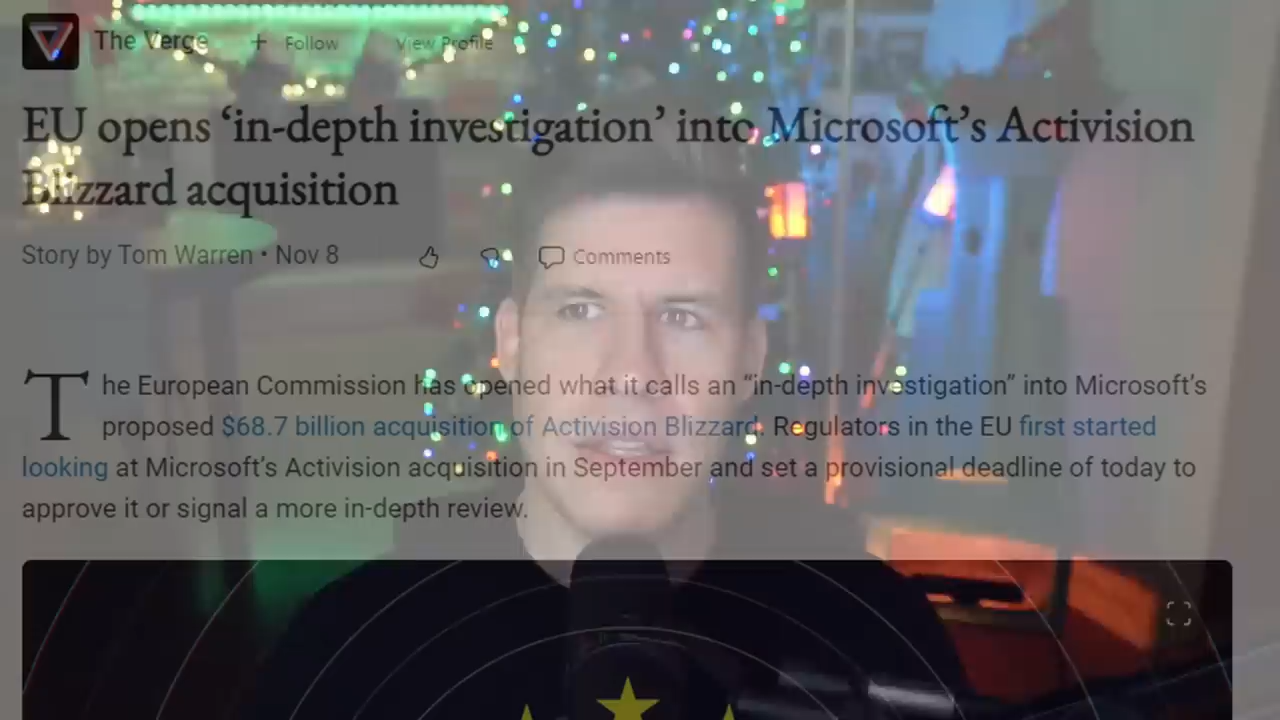 The Verge + Follow View Profile
EU opens ‘in-depth investigation’ into Microsoft’s Activision
Blizzard acquisition
Story by Tom Warren • Nov 8 Comments
The European Commission has opened what it calls an “in-depth investigation” into Microsoft’s
proposed $68.7 billion acquisition of Activision Blizzard. Regulators in the EU first started
looking at Microsoft’s Activision acquisition in September and set a provisional deadline of today to
approve it or signal a more in-depth review.